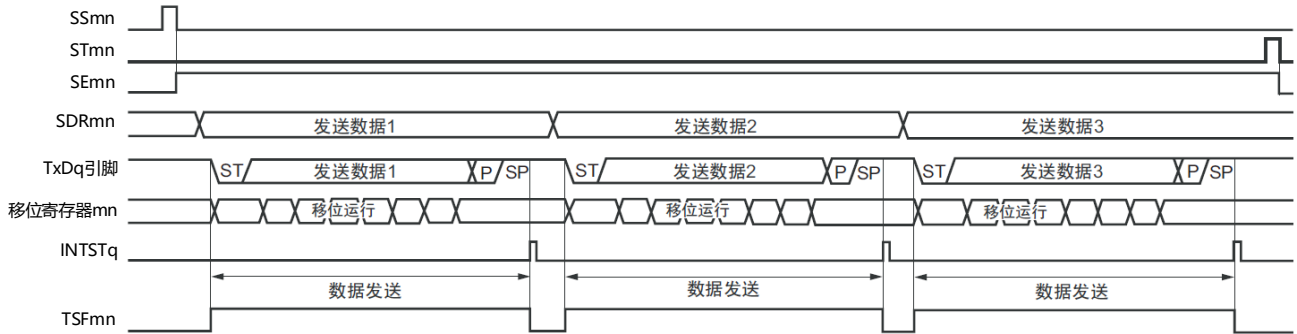 SSmn
STmn
SEmn
SDRmn 发送数据1 发送数据2 发送数据3
TxDq引脚 ST 发送数据1 P SP ST 发送数据2 P SP ST 发送数据3 P SP
移位寄存器mn 移位运行 移位运行 移位运行
INTSTq
数据发送 数据发送 数据发送
TSFmn